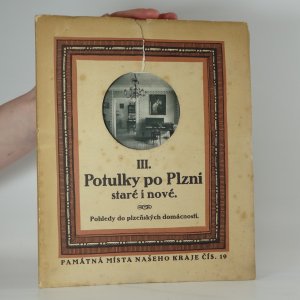 III.
Potulky po Plzni
staré i nové.
Pohledy do plzeňských domácností.
PAMÁTNÁ MÍSTA NAŠEHO KRAJE ČÍS. 19